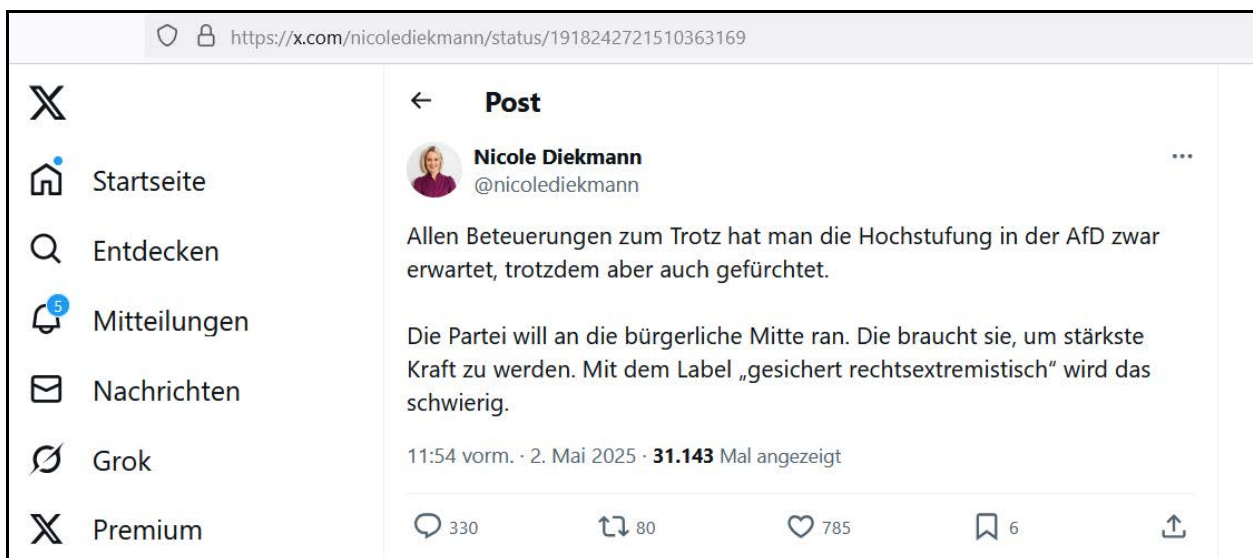 https://x.com/nicolediekmann/status/1918242721510363169
Post
Startseite
Entdecken
5
Mitteilungen
Nachrichten
Grok
Premium
Nicole Diekmann
@nicolediekmann
Allen Beteuerungen zum Trotz hat man die Hochstufung in der AfD zwar
erwartet, trotzdem aber auch gefürchtet.
Die Partei will an die bürgerliche Mitte ran. Die braucht sie, um stärkste
Kraft zu werden. Mit dem Label „gesichert rechtsextremistisch“ wird das
schwierig.
11:54 vorm. · 2. Mai 2025 · 31.143 Mal angezeigt
330 80 785 6